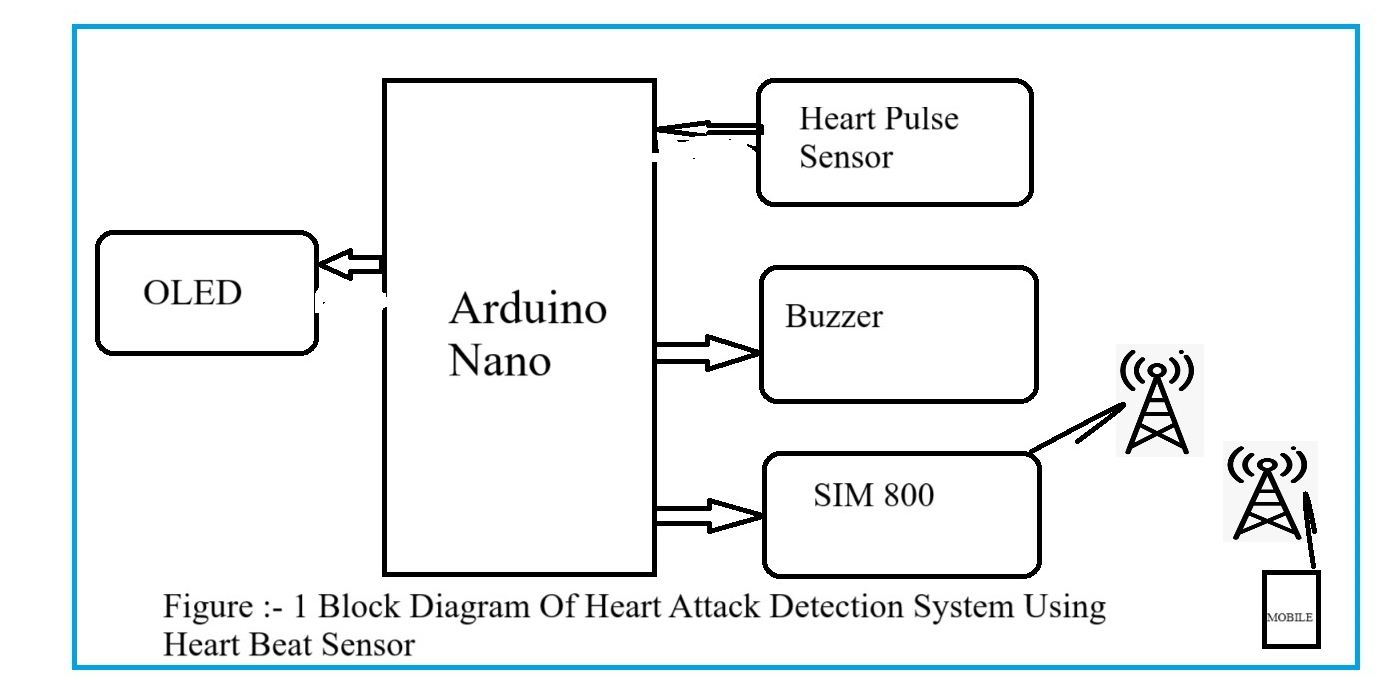 Heart Pulse
Sensor
OLED
Arduino
Nano
Buzzer
SIM 800
MOBILE
Figure :- 1 Block Diagram Of Heart Attack Detection System Using
Heart Beat Sensor